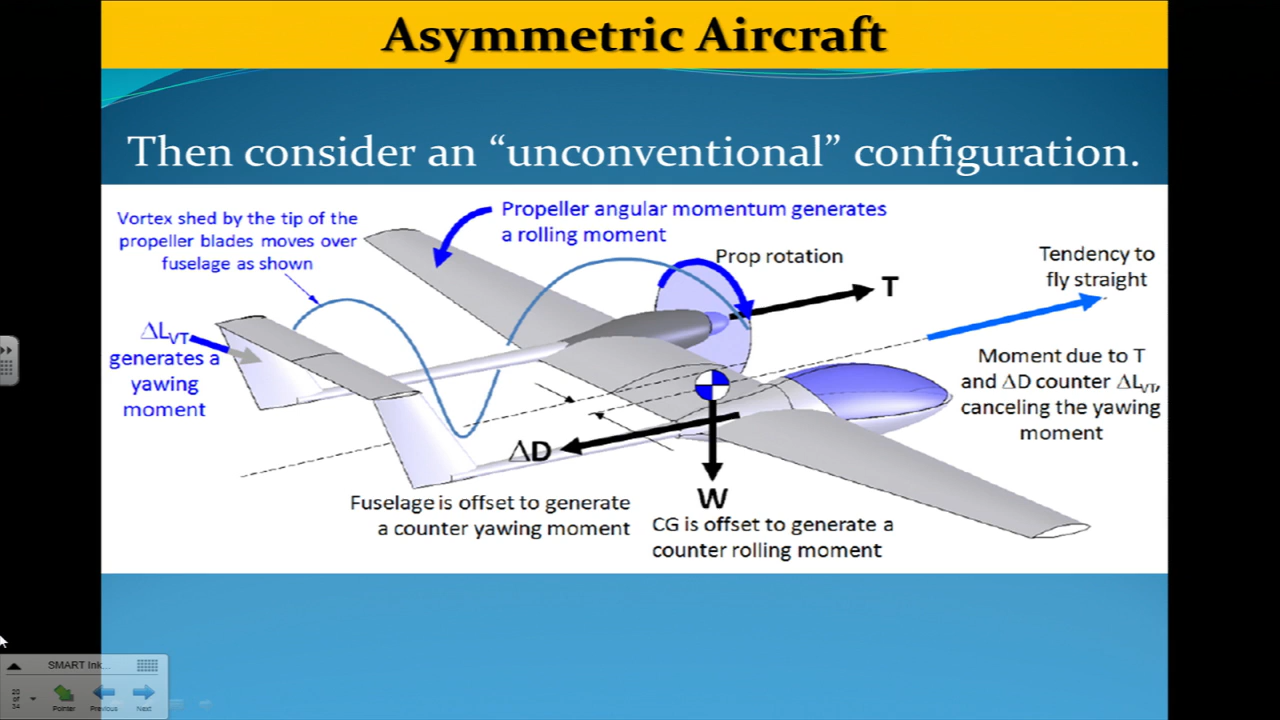 Asymmetric Aircraft
Then consider an “unconventional” configuration.
Vortex shed by the tip of the
propeller blades moves over
fuselage as shown
Propeller angular momentum generates
a rolling moment
Prop rotation
T
Tendency to
fly straight
ΔLVT
generates a
yawing
moment
Moment due to T
and ΔD counter ΔLVT,
canceling the yawing
moment
ΔD
W
Fuselage is offset to generate
a counter yawing moment
CG is offset to generate a
counter rolling moment
SMART Ink...
20
of
34
Pointer
Previous
Next